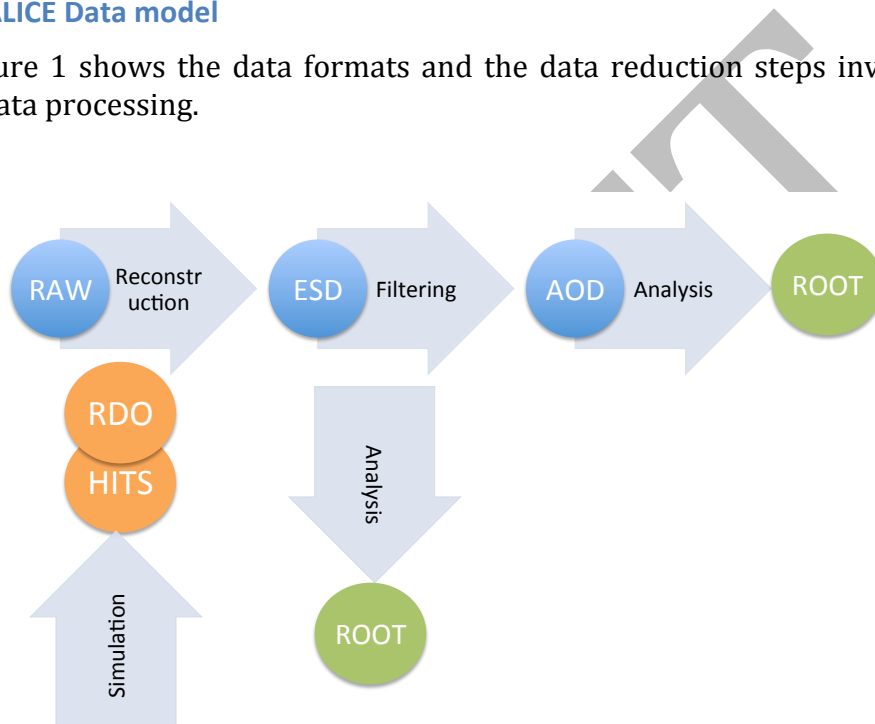 ALICE Data model
ure 1 shows the data formats and the data reduction steps inv
ata processing.
RAW
Reconstr
uction
ESD
Filtering
AOD
Analysis
ROOT
RDO
HITS
Analysis
Simulation
ROOT